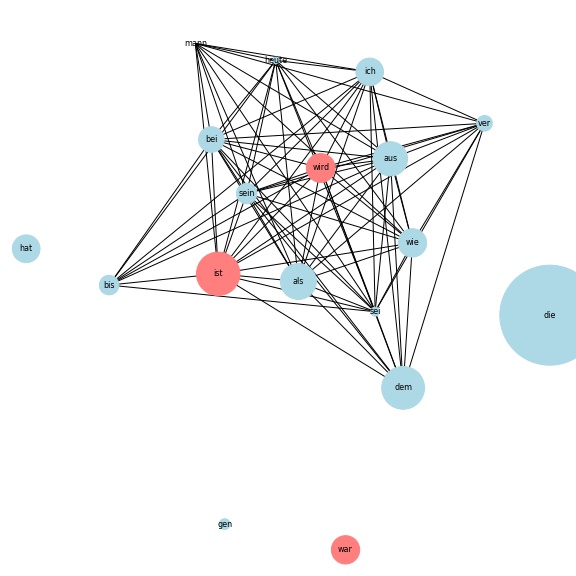 mann
heute
ich
ver
bei
aus
wird
sein
wie
hat
ist
als
bis
sei
die
dem
gen
war